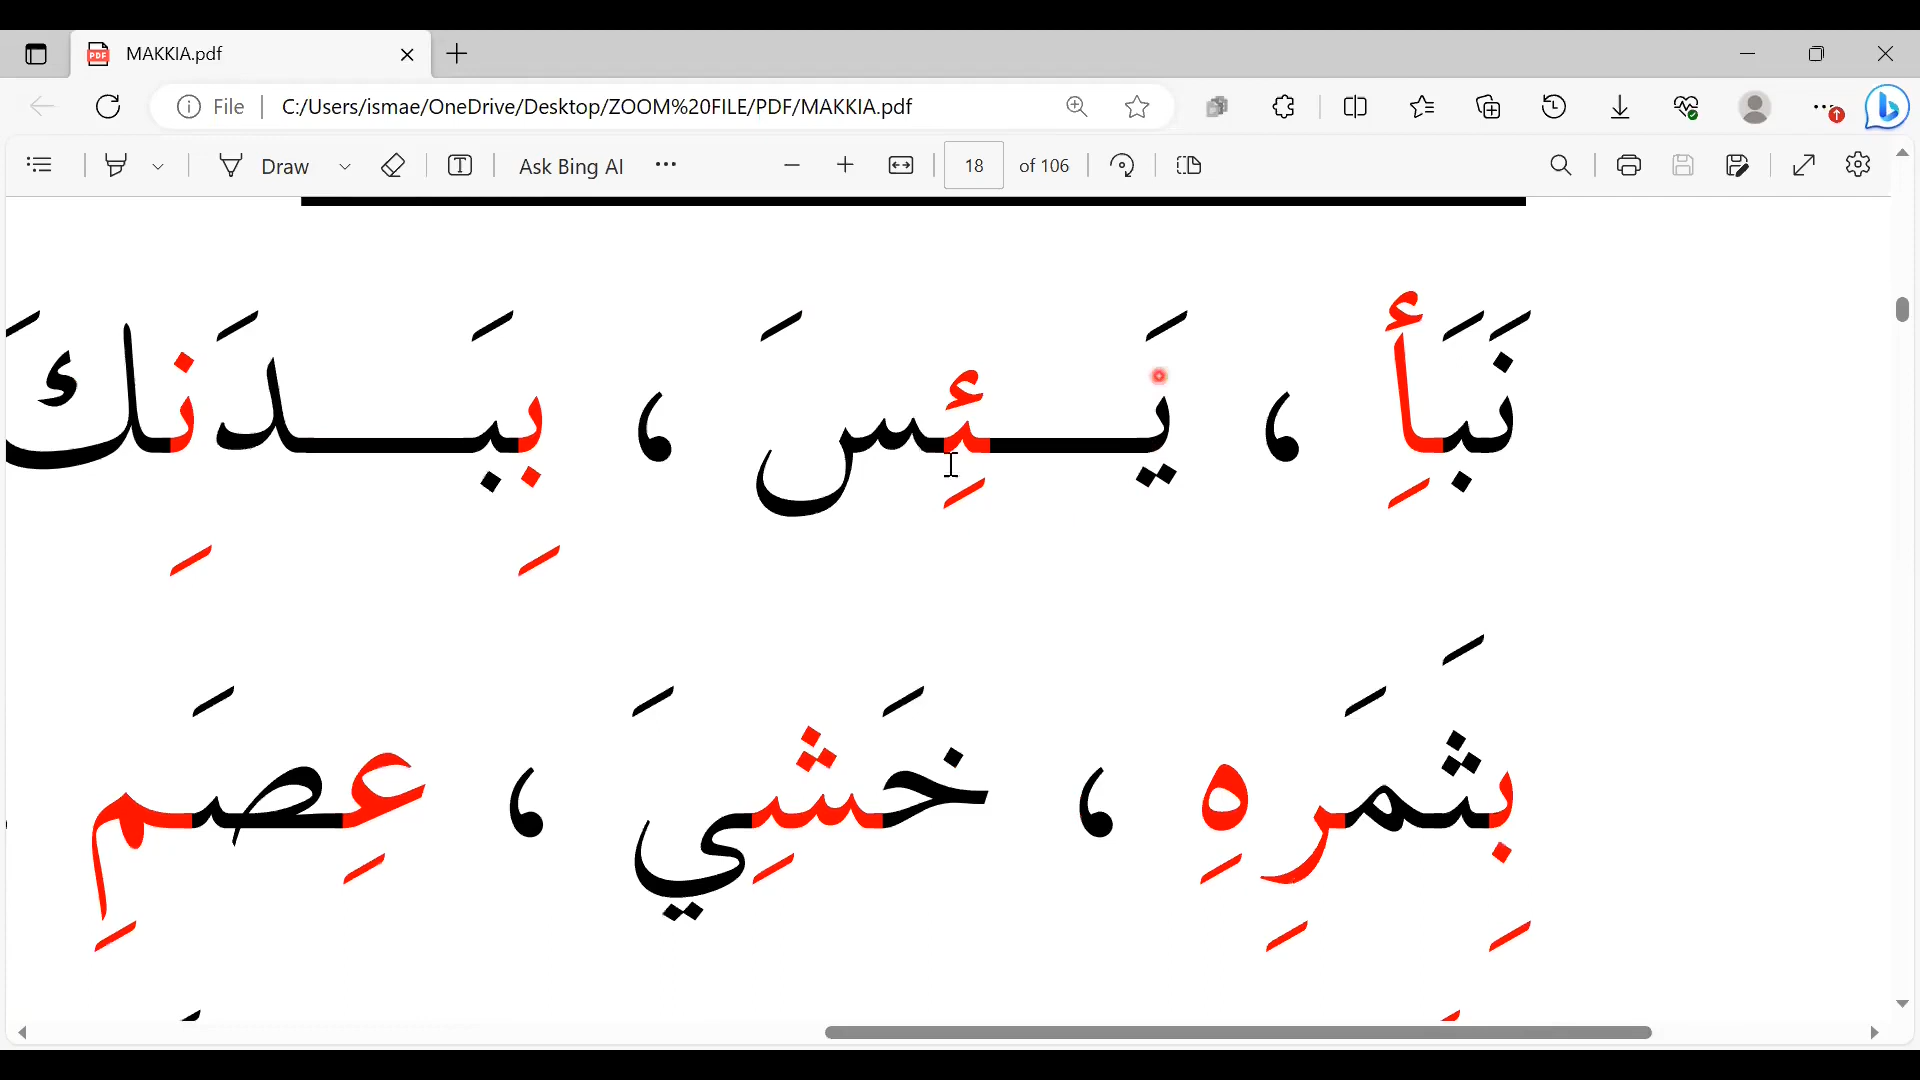 MAKKIA.pdf
File C:/Users/ismae/OneDrive/Desktop/ZOOM%20FILE/PDF/MAKKIA.pdf
Draw Ask Bing AI 18 of 106
نَبَأِ ، يَـــئِسَ ، بِبَـــدَنِكَ
بِثَمَرِهِ ، خَشِيَ ، عِصَمِ